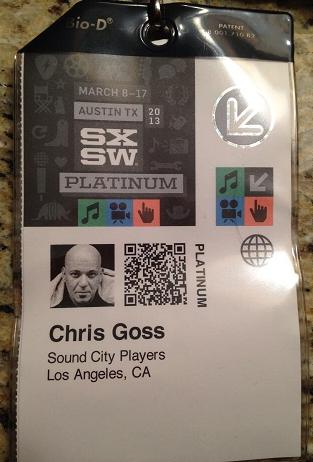 Bio-D®
PATENT
MARCH 8–17
AUSTIN TX
20
13
SX
SW
PLATINUM
PLATINUM
Chris Goss
Sound City Players
Los Angeles, CA